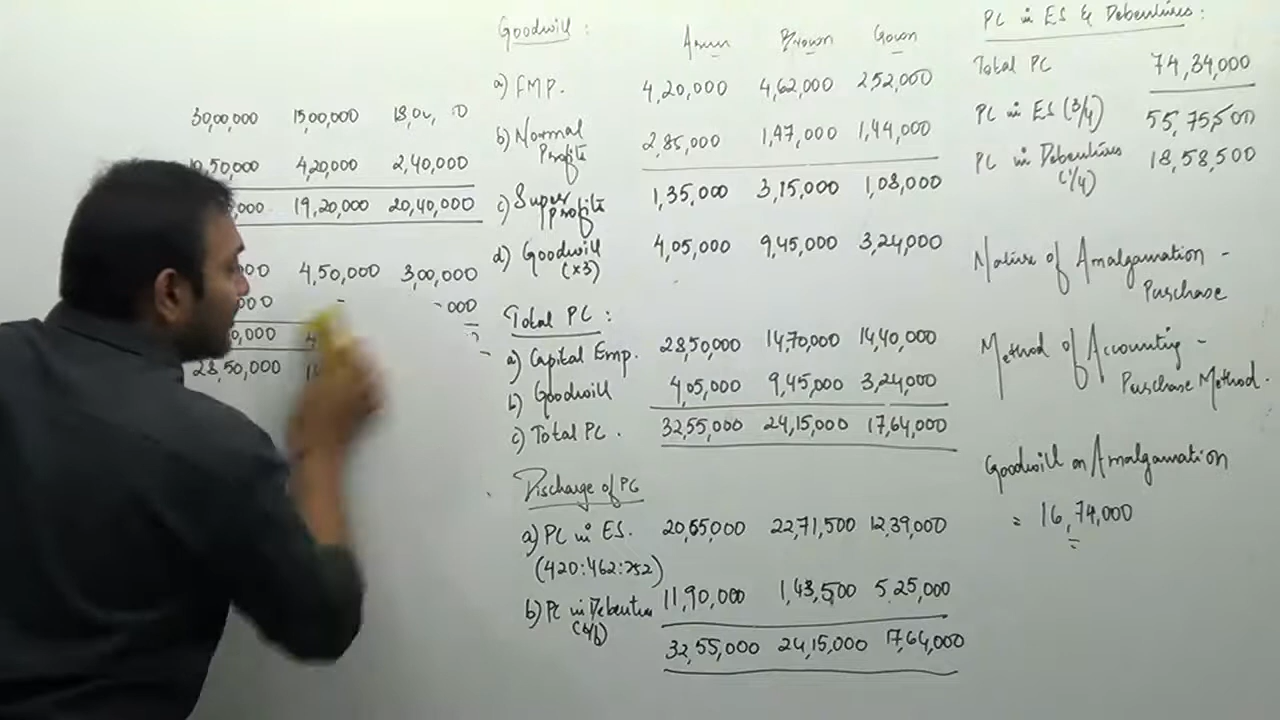 30,00,000 15,00,000
10,50,000 4,20,000 2,40,000
19,20,000 20,40,000
4,50,000 3,00,000
000 - 000
28,50,000
Goodwill :
Brown Gown
a) FMP. 4,20,000 4,62,000 2,52,000
b) Normal Profits 2,85,000 1,47,000 1,44,000
c) Super profits 1,35,000 3,15,000 1,08,000
d) Goodwill (x3) 4,05,000 9,45,000 3,24,000
Total PC :
a) Capital Emp. 28,50,000 14,70,000 14,40,000
b) Goodwill 4,05,000 9,45,000 3,24,000
c) Total PC. 32,55,000 24,15,000 17,64,000
Discharge of PC
a) PC in ES. 20,65,000 22,71,500 12,39,000
(420:462:252)
b) PC in Debenture 11,90,000 1,43,500 5,25,000
(b/f)
32,55,000 24,15,000 17,64,000
PC in ES & Debentures :
Total PC 74,34,000
PC in ES (3/4) 55,75,500
PC in Debentures 18,58,500
(1/4)
Nature of Amalgamation -
Purchase
Method of Accounting -
Purchase Method.
Goodwill on Amalgamation
= 16,74,000